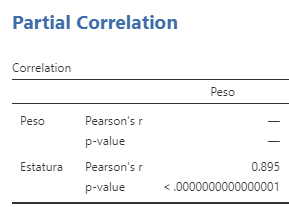 Partial Correlation
Correlation
Peso
Peso Pearson's r —
p-value —
Estatura Pearson's r 0.895
p-value < .0000000000000001